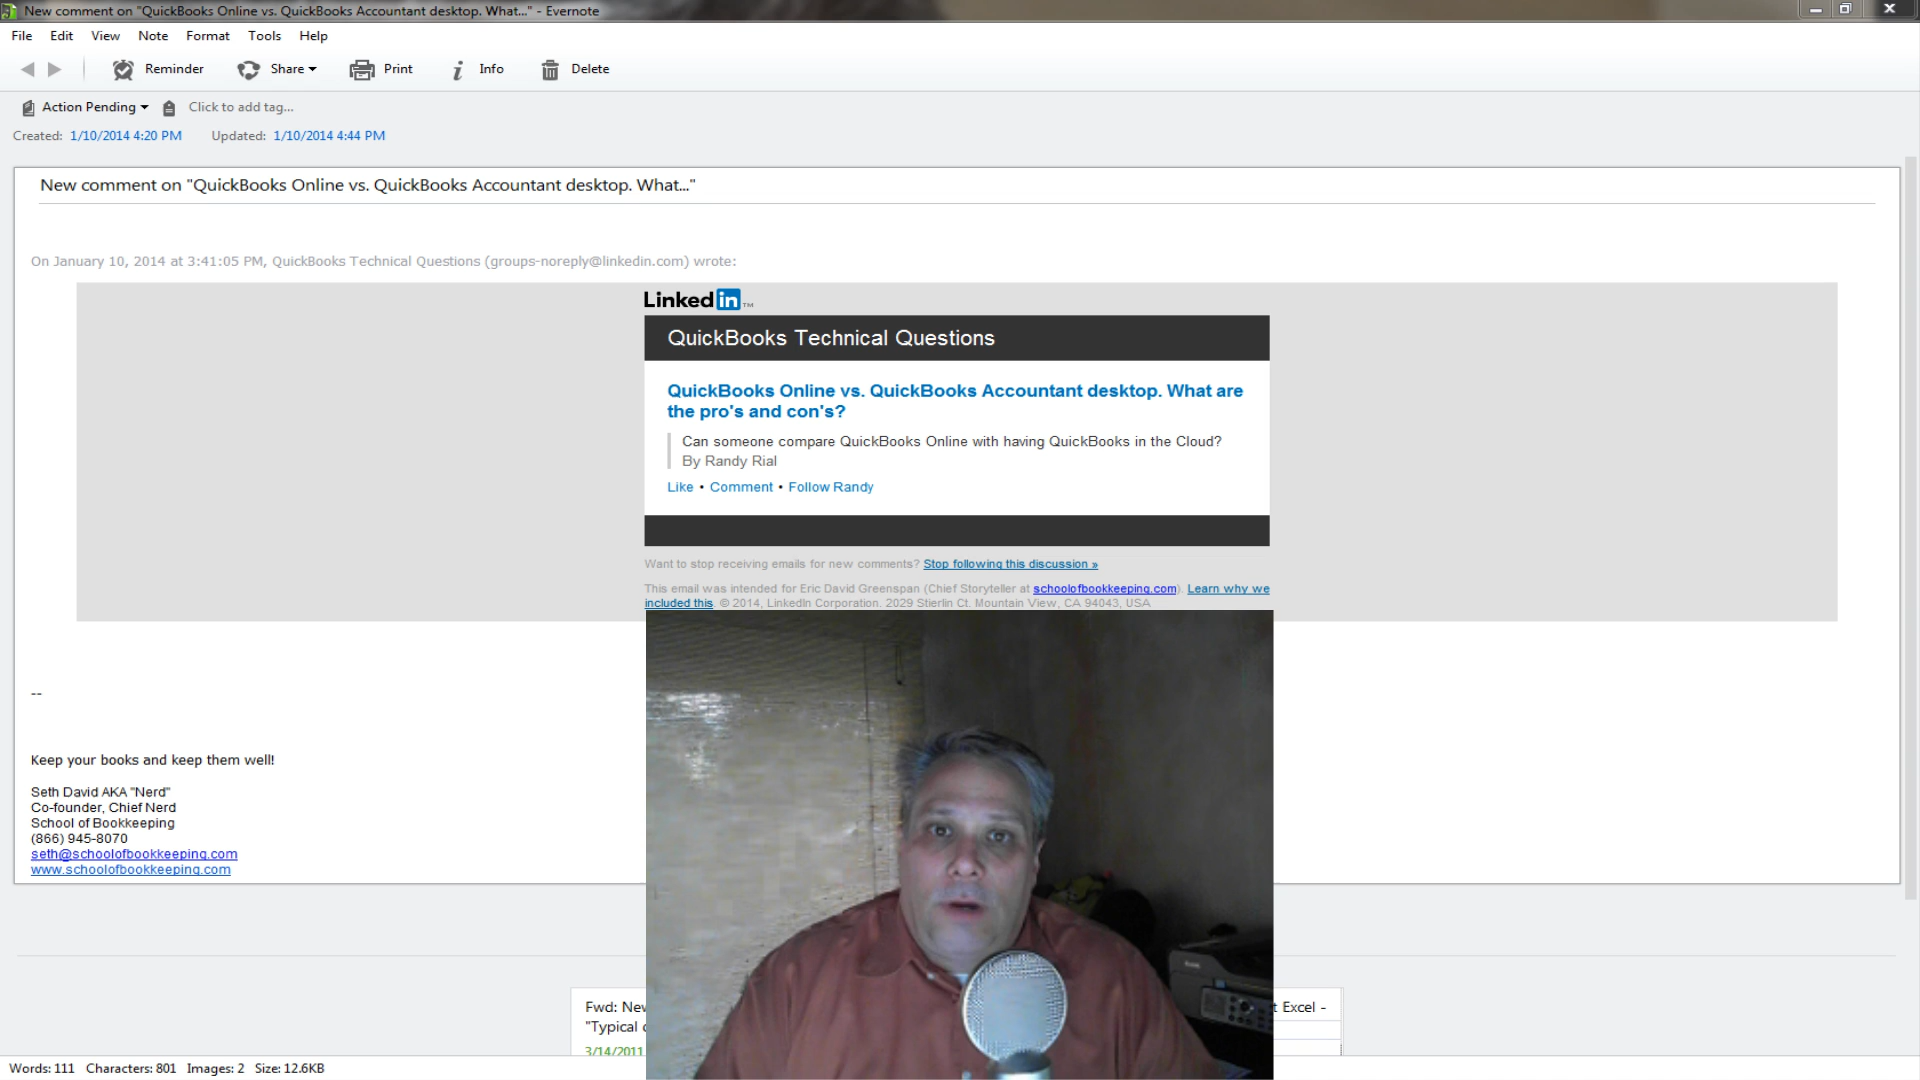 New comment on "QuickBooks Online vs. QuickBooks Accountant desktop. What..." - Evernote
File Edit View Note Format Tools Help
Reminder Share Print Info Delete
Action Pending Click to add tag...
Created: 1/10/2014 4:20 PM Updated: 1/10/2014 4:44 PM
New comment on "QuickBooks Online vs. QuickBooks Accountant desktop. What..."
On January 10, 2014 at 3:41:05 PM, QuickBooks Technical Questions (groups-noreply@linkedin.com) wrote:
Linked in ™
QuickBooks Technical Questions
QuickBooks Online vs. QuickBooks Accountant desktop. What are
the pro's and con's?
Can someone compare QuickBooks Online with having QuickBooks in the Cloud?
By Randy Rial
Like • Comment • Follow Randy
Want to stop receiving emails for new comments? Stop following this discussion »
This email was intended for Eric David Greenspan (Chief Storyteller at schoolofbookkeeping.com). Learn why we
included this. © 2014, LinkedIn Corporation. 2029 Stierlin Ct. Mountain View, CA 94043, USA
--
Keep your books and keep them well!
Seth David AKA "Nerd"
Co-founder, Chief Nerd
School of Bookkeeping
(866) 945-8070
seth@schoolofbookkeeping.com
www.schoolofbookkeeping.com
Fwd: New
"Typical
3/14/2011
t Excel -
Words: 111 Characters: 801 Images: 2 Size: 12.6KB